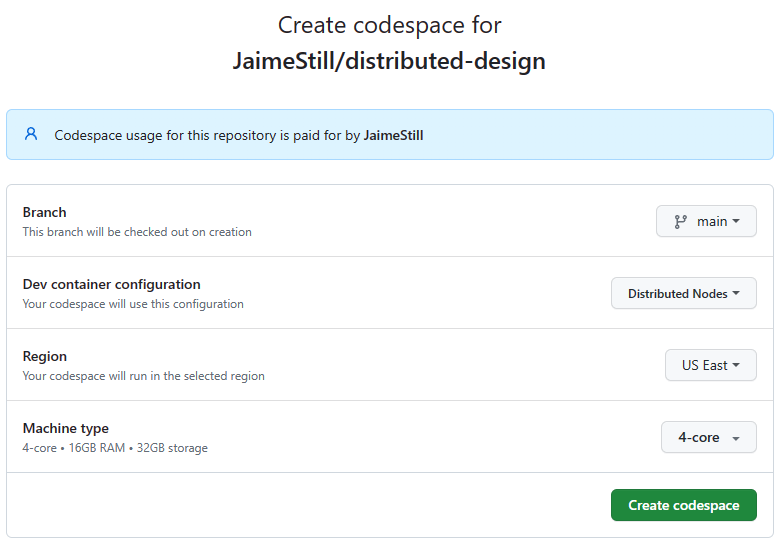 Create codespace for
JaimeStill/distributed-design
Codespace usage for this repository is paid for by JaimeStill
Branch
This branch will be checked out on creation
main
Dev container configuration
Your codespace will use this configuration
Distributed Nodes
Region
Your codespace will run in the selected region
US East
Machine type
4-core • 16GB RAM • 32GB storage
4-core
Create codespace